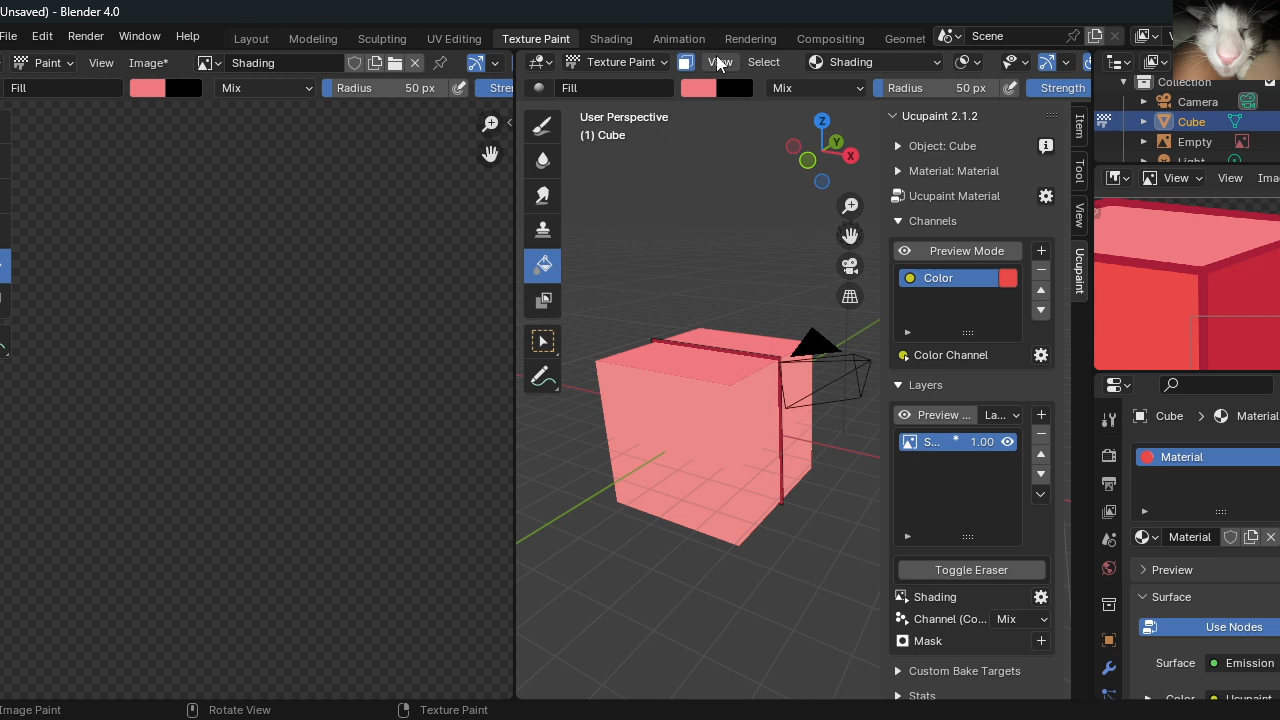 Unsaved) - Blender 4.0
File Edit Render Window Help Layout Modeling Sculpting UV Editing Texture Paint Shading Animation Rendering Compositing Geomet Scene
Paint View Image* Shading
Texture Paint View Select Shading
Fill Mix Radius 50 px Stren
Fill Mix Radius 50 px Strength
User Perspective
(1) Cube
Z
Y
X
Ucupaint 2.1.2
Object: Cube
Material: Material
Ucupaint Material
Channels
Preview Mode
Color
Color Channel
Layers
Preview ... La...
S... * 1.00
Toggle Eraser
Shading
Channel (Co... Mix
Mask
Custom Bake Targets
Stats
Item
Tool
View
Ucupaint
Collection
Camera
Cube
Empty
Light
View View Ima
Cube Material
Material
Material
Preview
Surface
Use Nodes
Surface Emission
Color Ucupaint
Image Paint Rotate View Texture Paint